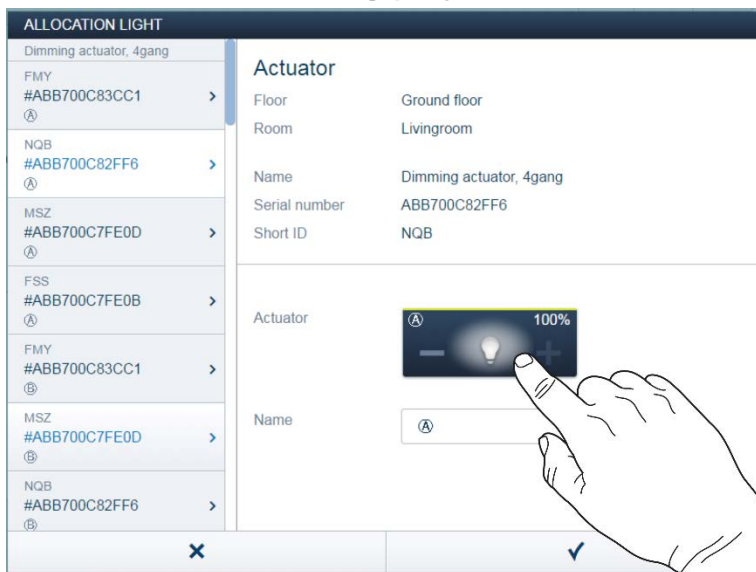 ALLOCATION LIGHT
Dimming actuator, 4gang
FMY
#ABB700C83CC1
Ⓐ
NQB
#ABB700C82FF6
Ⓐ
MSZ
#ABB700C7FE0D
Ⓐ
FSS
#ABB700C7FE0B
Ⓐ
FMY
#ABB700C83CC1
Ⓑ
MSZ
#ABB700C7FE0D
Ⓑ
NQB
#ABB700C82FF6
Ⓑ
Actuator
Floor Ground floor
Room Livingroom
Name Dimming actuator, 4gang
Serial number ABB700C82FF6
Short ID NQB
Actuator Ⓐ 100%
Name Ⓐ